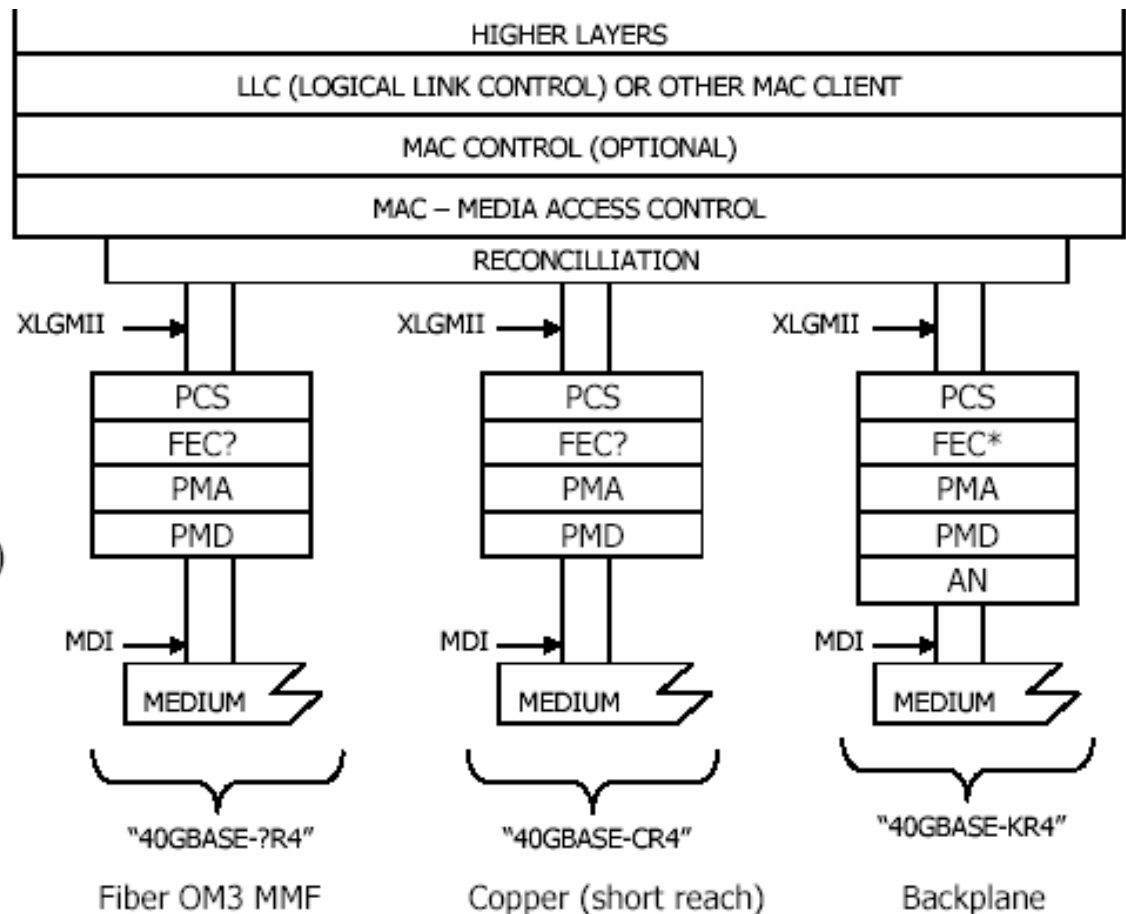 HIGHER LAYERS
LLC (LOGICAL LINK CONTROL) OR OTHER MAC CLIENT
MAC CONTROL (OPTIONAL)
MAC – MEDIA ACCESS CONTROL
RECONCILLIATION
XLGMII XLGMII XLGMII
PCS PCS PCS
FEC? FEC? FEC*
PMA PMA PMA
PMD PMD PMD
AN
MDI MDI MDI
MEDIUM MEDIUM MEDIUM
"40GBASE-?R4" "40GBASE-CR4" "40GBASE-KR4"
Fiber OM3 MMF Copper (short reach) Backplane
)